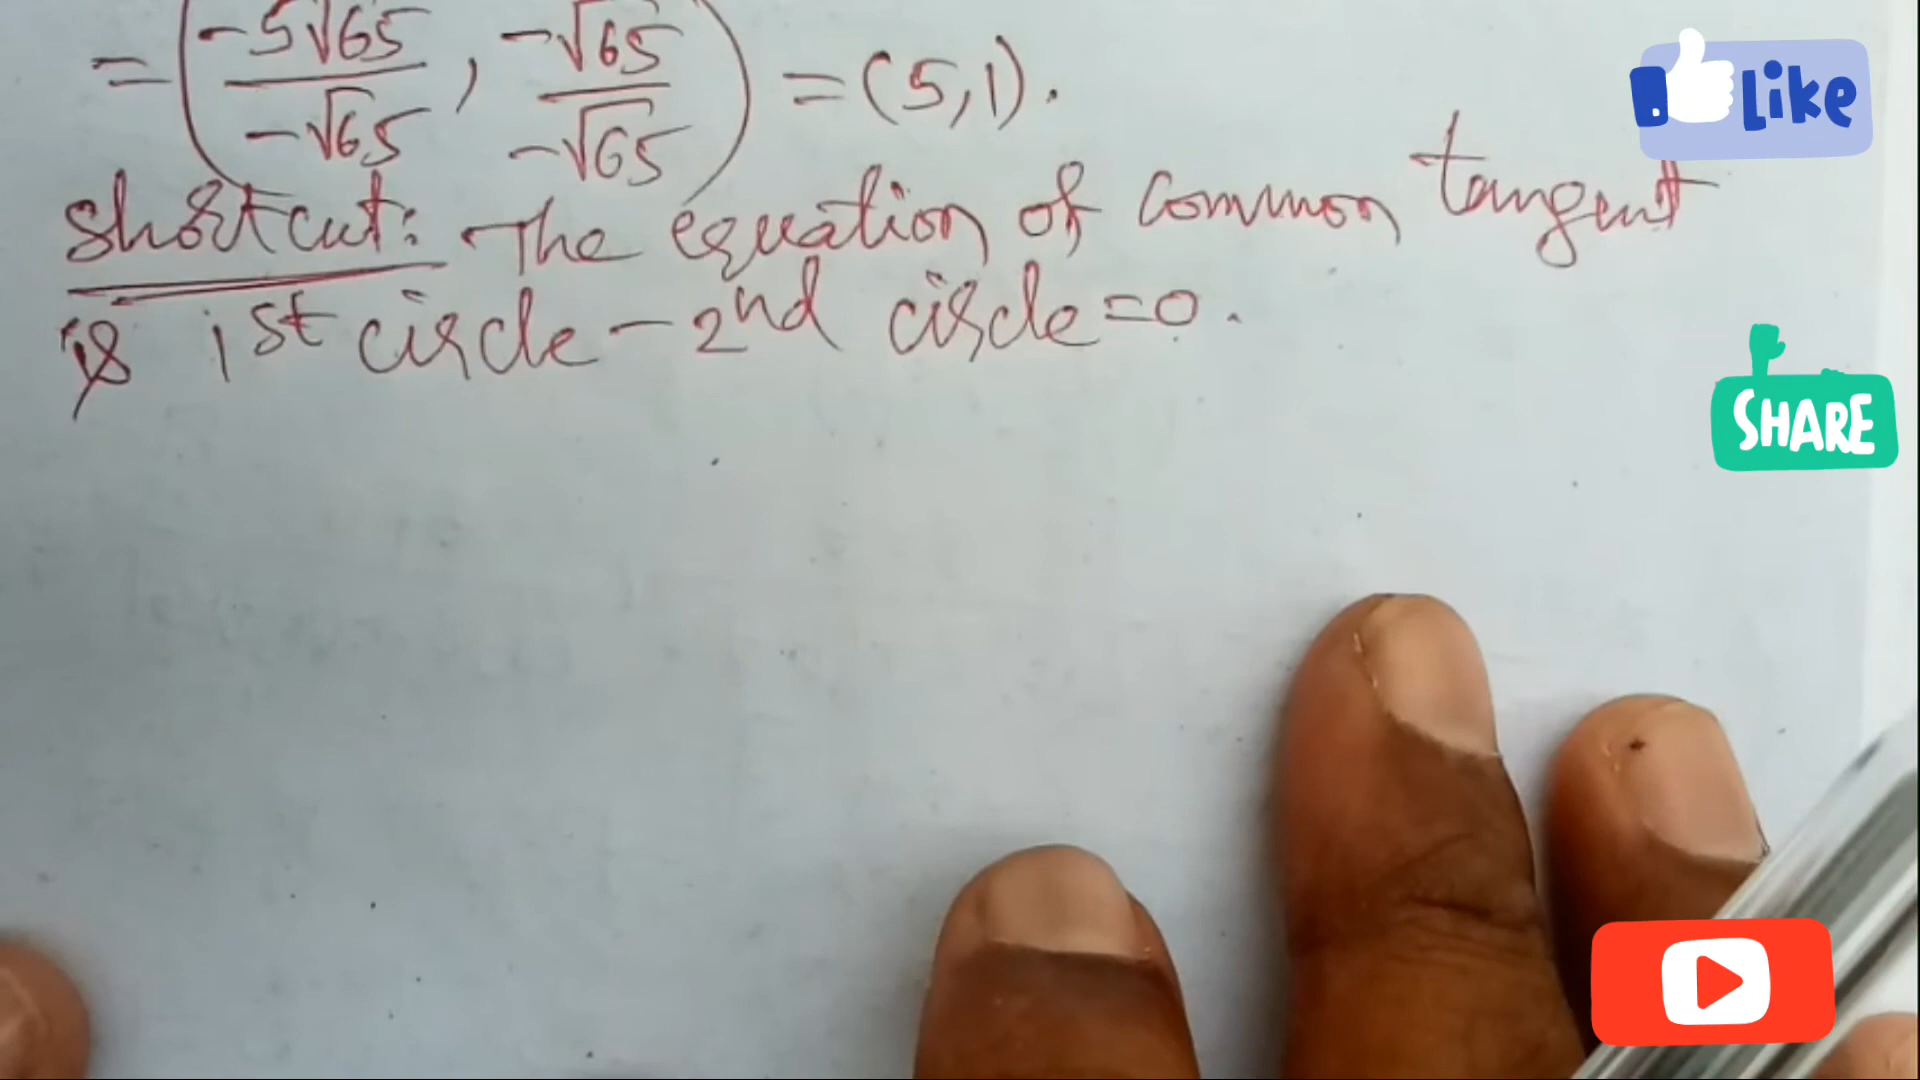 = (-5√65/-√65, -√65/-√65) = (5,1).
Shortcut: The equation of common tangent
is 1st circle - 2nd circle = 0.
Like
SHARE